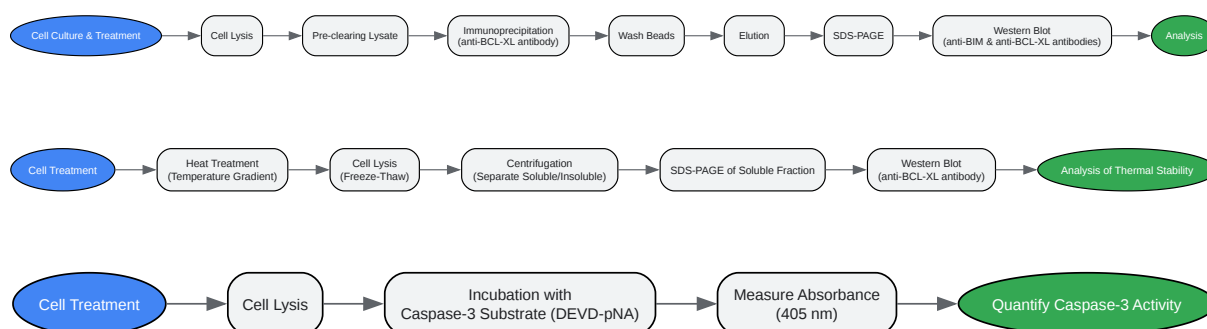 Cell Culture & Treatment
Cell Lysis
Pre-clearing Lysate
Immunoprecipitation
(anti-BCL-XL antibody)
Wash Beads
Elution
SDS-PAGE
Western Blot
(anti-BIM & anti-BCL-XL antibodies)
Analysis
Cell Treatment
Heat Treatment
(Temperature Gradient)
Cell Lysis
(Freeze-Thaw)
Centrifugation
(Separate Soluble/Insoluble)
SDS-PAGE of Soluble Fraction
Western Blot
(anti-BCL-XL antibody)
Analysis of Thermal Stability
Cell Treatment
Cell Lysis
Incubation with
Caspase-3 Substrate (DEVD-pNA)
Measure Absorbance
(405 nm)
Quantify Caspase-3 Activity